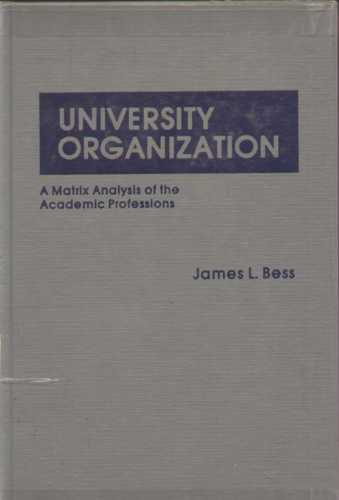 UNIVERSITY
ORGANIZATION
A Matrix Analysis of the
Academic Professions
James L. Bess